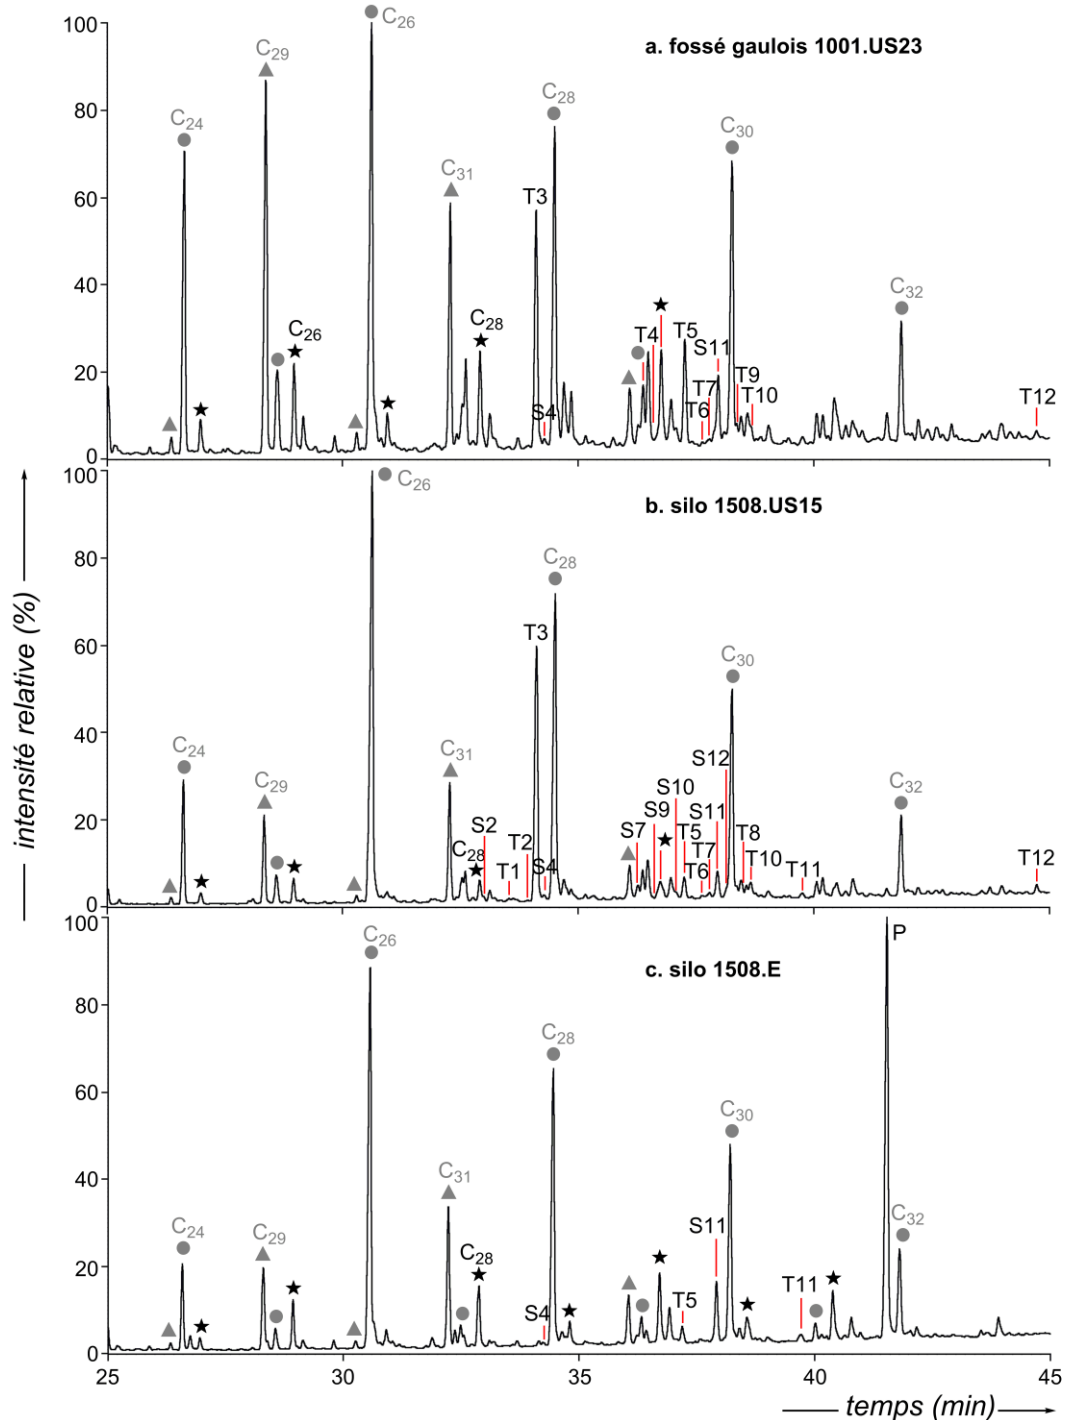 a. fossé gaulois 1001.US23
100
80
60
40
20
0
C24
C29
C26
C26
C31
C28
T3
C28
S4
T4
T5
S11
T6
T7
C30
T9
T10
C32
T12
b. silo 1508.US15
100
80
60
40
20
0
C24
C29
C26
C31
C28
S2
T1
T2
T3
S4
C28
S7
S9
S10
T5
T6
T7
S11
S12
C30
T8
T10
T11
C32
T12
c. silo 1508.E
100
80
60
40
20
0
C24
C29
C26
C31
C28
S4
C28
T5
S11
C30
T11
P
C32
25
30
35
40
45
intensité relative (%)
temps (min)